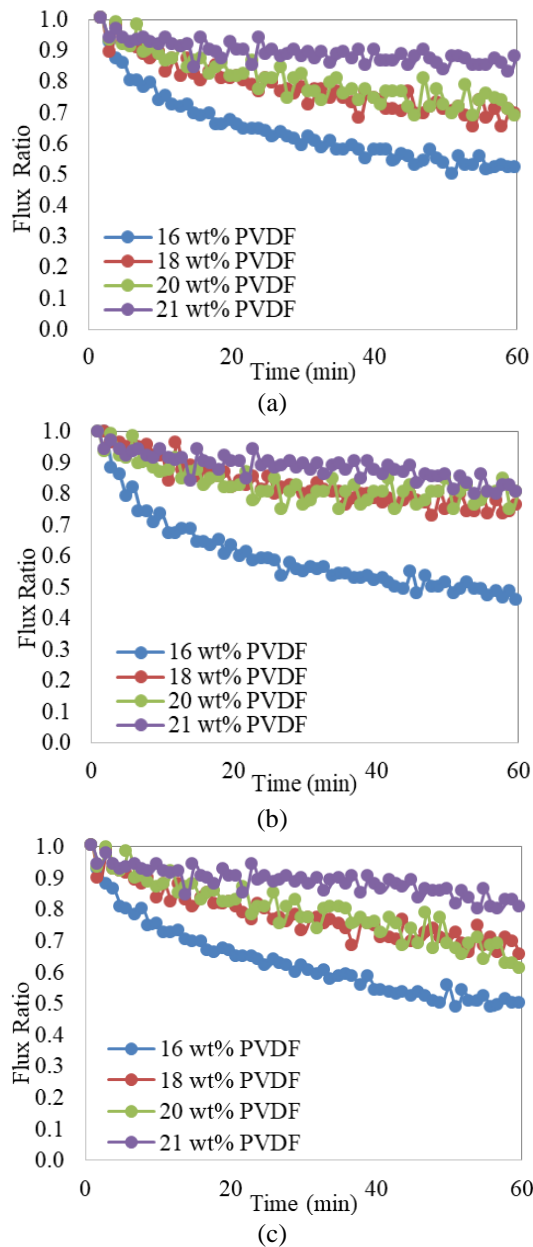 1.0
0.9
0.8
0.7
0.6
0.5
0.4
0.3
0.2
0.1
0.0
Flux Ratio
16 wt% PVDF
18 wt% PVDF
20 wt% PVDF
21 wt% PVDF
0 20 40 60
Time (min)
(a)
1.0
0.9
0.8
0.7
0.6
0.5
0.4
0.3
0.2
0.1
0.0
Flux Ratio
16 wt% PVDF
18 wt% PVDF
20 wt% PVDF
21 wt% PVDF
0 20 40 60
Time (min)
(b)
1.0
0.9
0.8
0.7
0.6
0.5
0.4
0.3
0.2
0.1
0.0
Flux Ratio
16 wt% PVDF
18 wt% PVDF
20 wt% PVDF
21 wt% PVDF
0 20 40 60
Time (min)
(c)